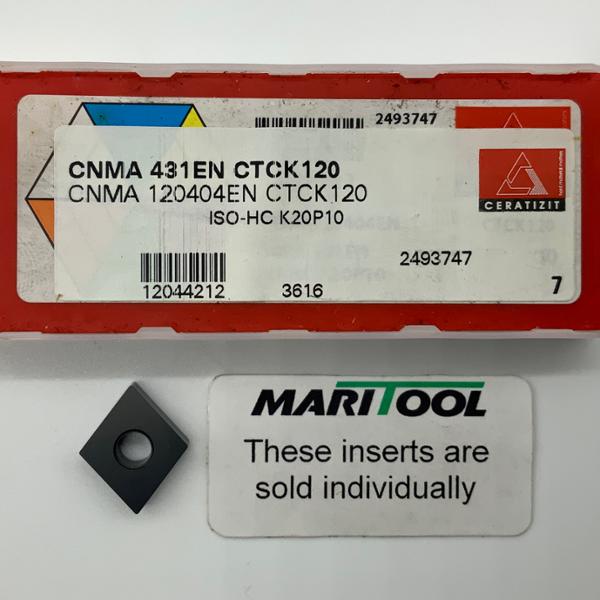 2493747
CNMA 431EN CTCK120
CNMA 120404EN CTCK120
ISO-HC K20P10
CERATIZIT
2493747
12044212 3616 7
MARITOOL
These inserts are
sold individually